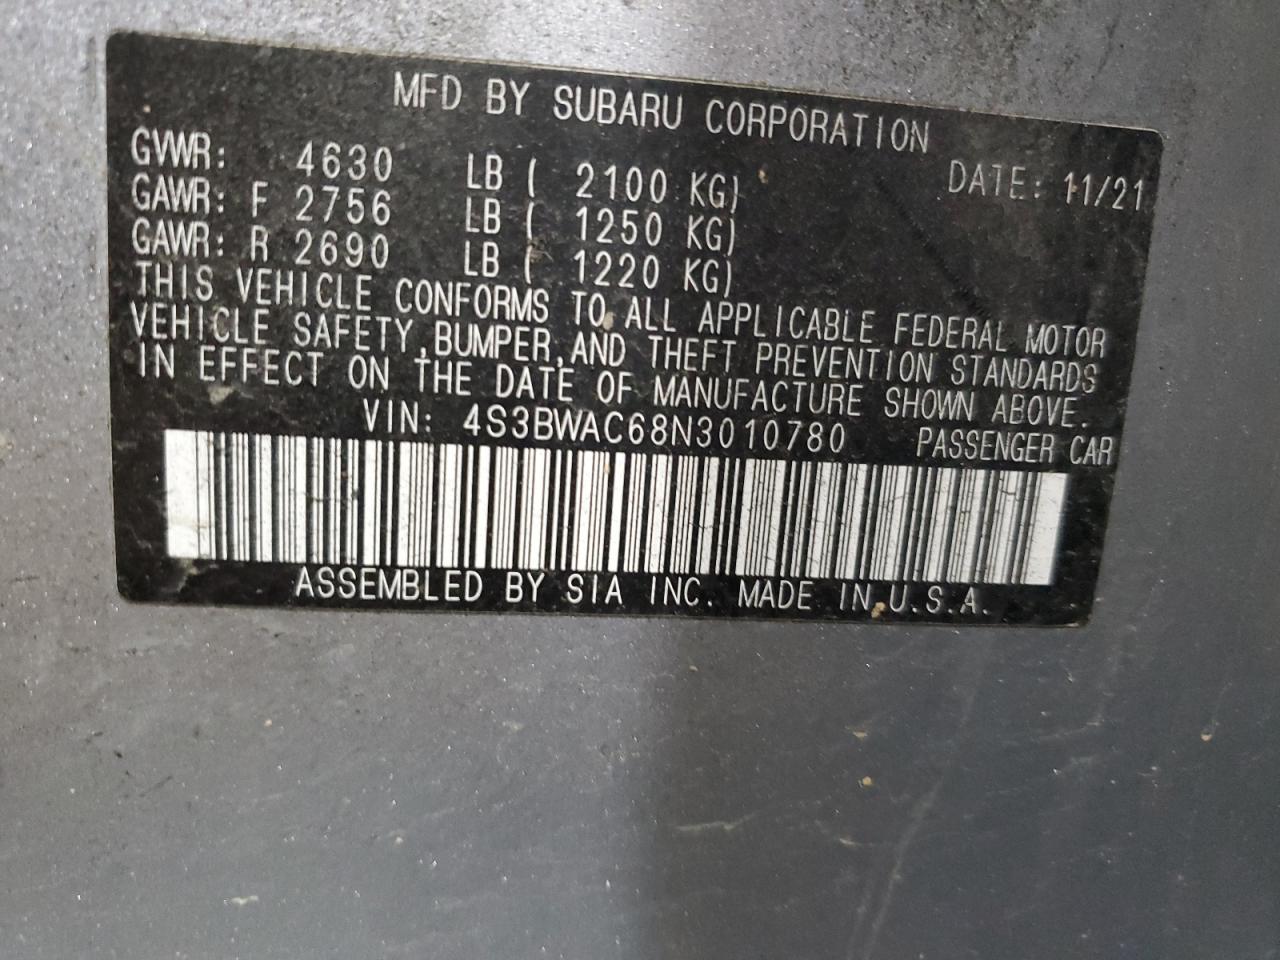 MFD BY SUBARU CORPORATION
GVWR: 4630 LB ( 2100 KG) DATE: 11/21
GAWR: F 2756 LB ( 1250 KG)
GAWR: R 2690 LB ( 1220 KG)
THIS VEHICLE CONFORMS TO ALL APPLICABLE FEDERAL MOTOR
VEHICLE SAFETY,BUMPER,AND THEFT PREVENTION STANDARDS
IN EFFECT ON THE DATE OF MANUFACTURE SHOWN ABOVE.
VIN: 4S3BWAC68N3010780 PASSENGER CAR
ASSEMBLED BY SIA INC. MADE IN U.S.A.